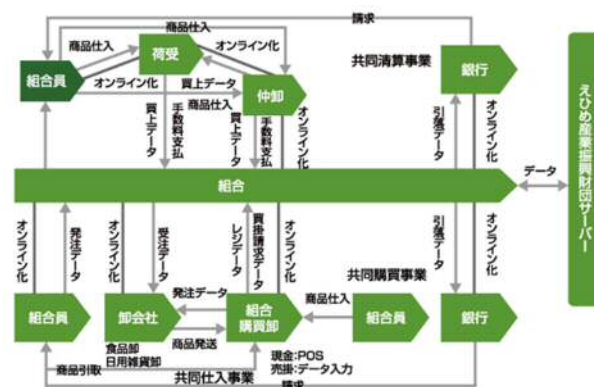 請求
商品仕入
商品仕入
荷受
オンライン化
共同清算事業
銀行
組合員
オンライン化
買上データ
商品仕入
仲卸
買上データ
手数料支払
買上データ
手数料支払
オンライン化
引落データ
オンライン化
組合
データ
えひめ産業振興財団サーバー
オンライン化
発注データ
オンライン化
受注データ
レジデータ
買掛請求データ
オンライン化
引落データ
オンライン化
共同購買事業
組合員
卸会社
発注データ
組合
購買卸
商品仕入
組合員
銀行
食品卸
日用雑貨卸
商品発送
商品引取
共同仕入事業
現金:POS
売掛:データ入力
請求